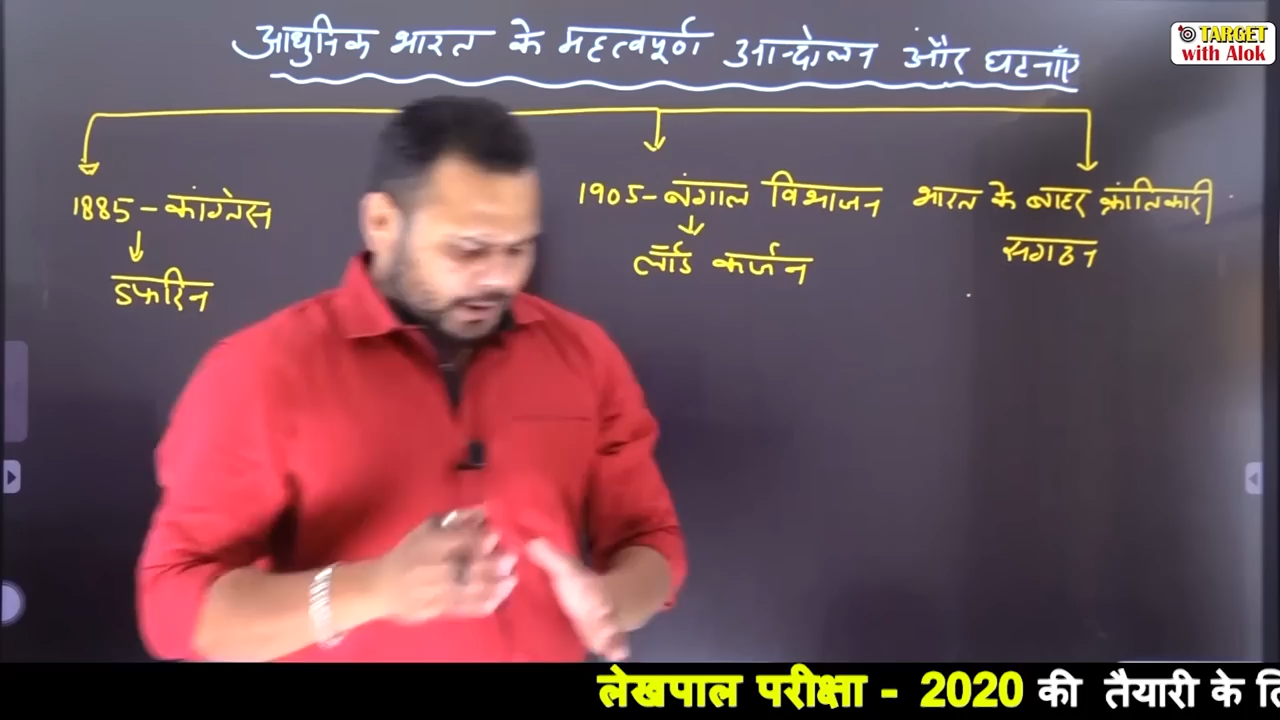 TARGET
with Alok
आधुनिक भारत के महत्वपूर्ण आन्दोलन और घटनाएँ
1885 - कांग्रेस
डफरिन
1905 - बंगाल विभाजन
लॉर्ड कर्जन
भारत के बाहर क्रांतिकारी
सगठन
लेखपाल परीक्षा - 2020 की तैयारी के